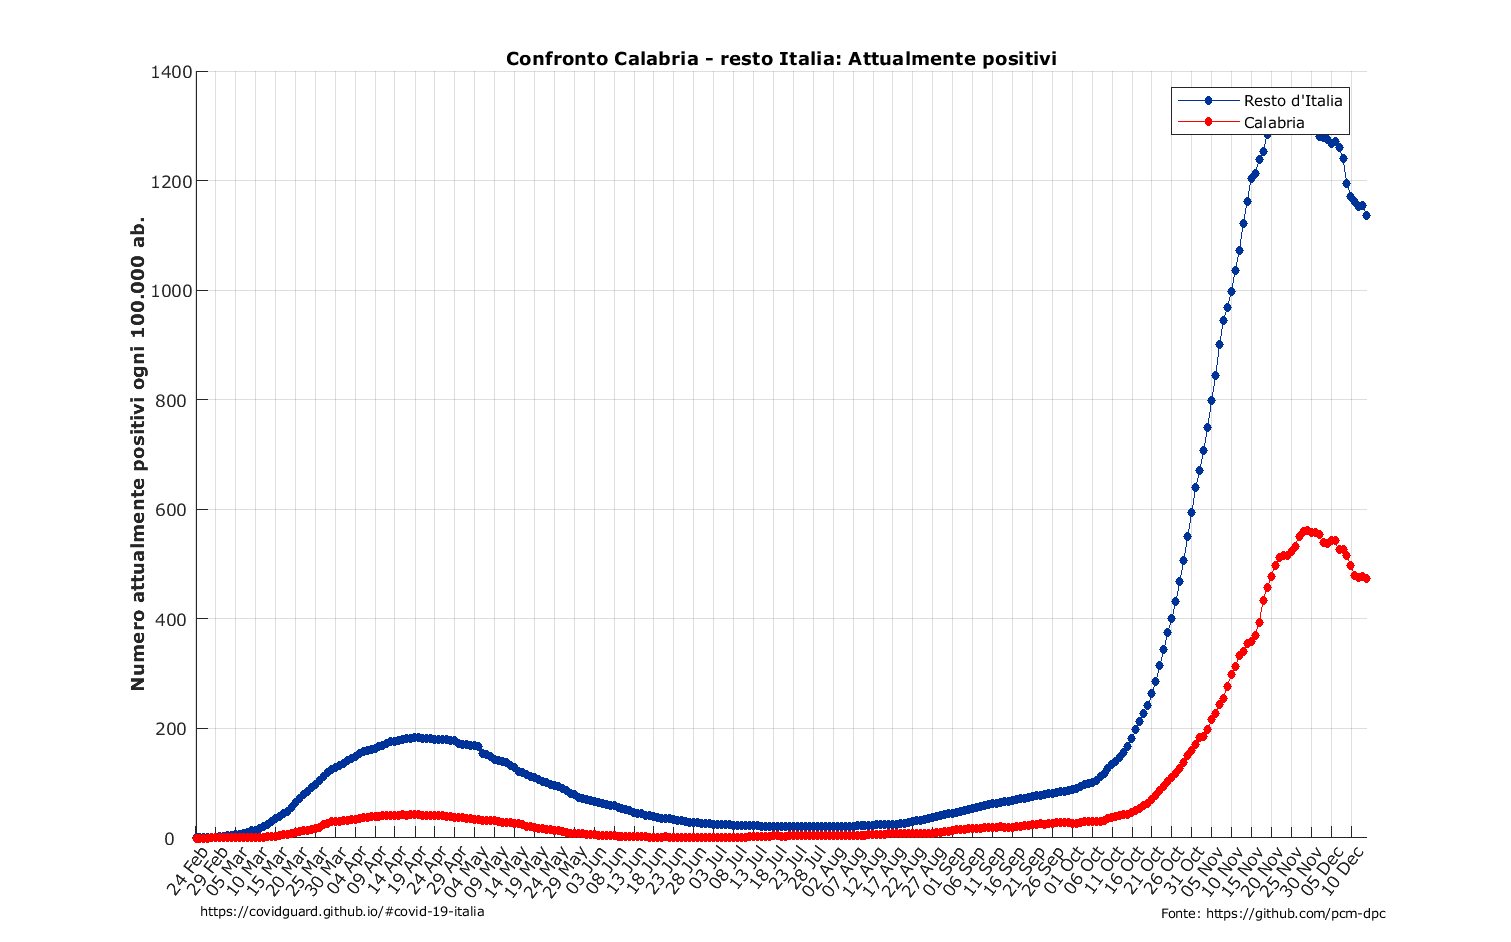 Confronto Calabria - resto Italia: Attualmente positivi
Numero attualmente positivi ogni 100.000 ab.
1400
1200
1000
800
600
400
200
0
Resto d'Italia
Calabria
24 Feb
29 Feb
05 Mar
10 Mar
15 Mar
20 Mar
25 Mar
30 Mar
04 Apr
09 Apr
14 Apr
19 Apr
24 Apr
29 Apr
04 May
09 May
14 May
19 May
24 May
29 May
03 Jun
08 Jun
13 Jun
18 Jun
23 Jun
28 Jun
03 Jul
08 Jul
13 Jul
18 Jul
23 Jul
28 Jul
02 Aug
07 Aug
12 Aug
17 Aug
22 Aug
27 Aug
01 Sep
06 Sep
11 Sep
16 Sep
21 Sep
26 Sep
01 Oct
06 Oct
11 Oct
16 Oct
21 Oct
26 Oct
31 Oct
05 Nov
10 Nov
15 Nov
20 Nov
25 Nov
30 Nov
05 Dec
10 Dec
https://covidguard.github.io/#covid-19-italia
Fonte: https://github.com/pcm-dpc